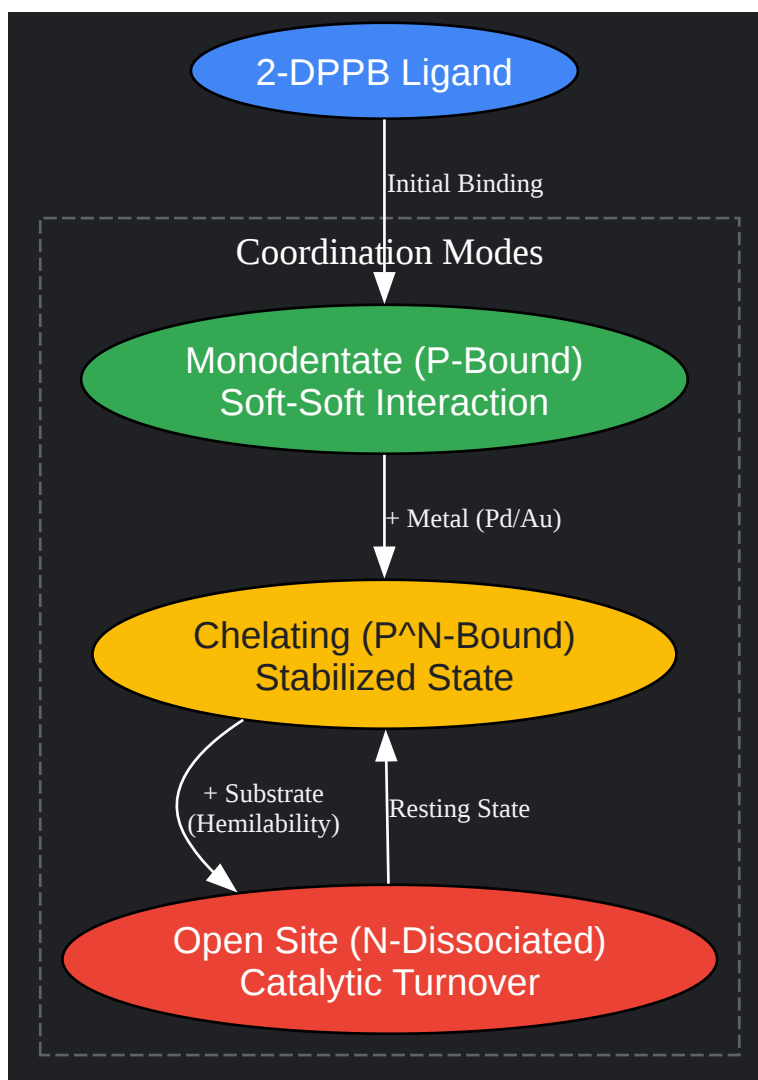 2-DPPB Ligand
Initial Binding
Coordination Modes
Monodentate (P-Bound)
Soft-Soft Interaction
+ Metal (Pd/Au)
Chelating (P^N-Bound)
Stabilized State
+ Substrate
(Hemilability)
Resting State
Open Site (N-Dissociated)
Catalytic Turnover